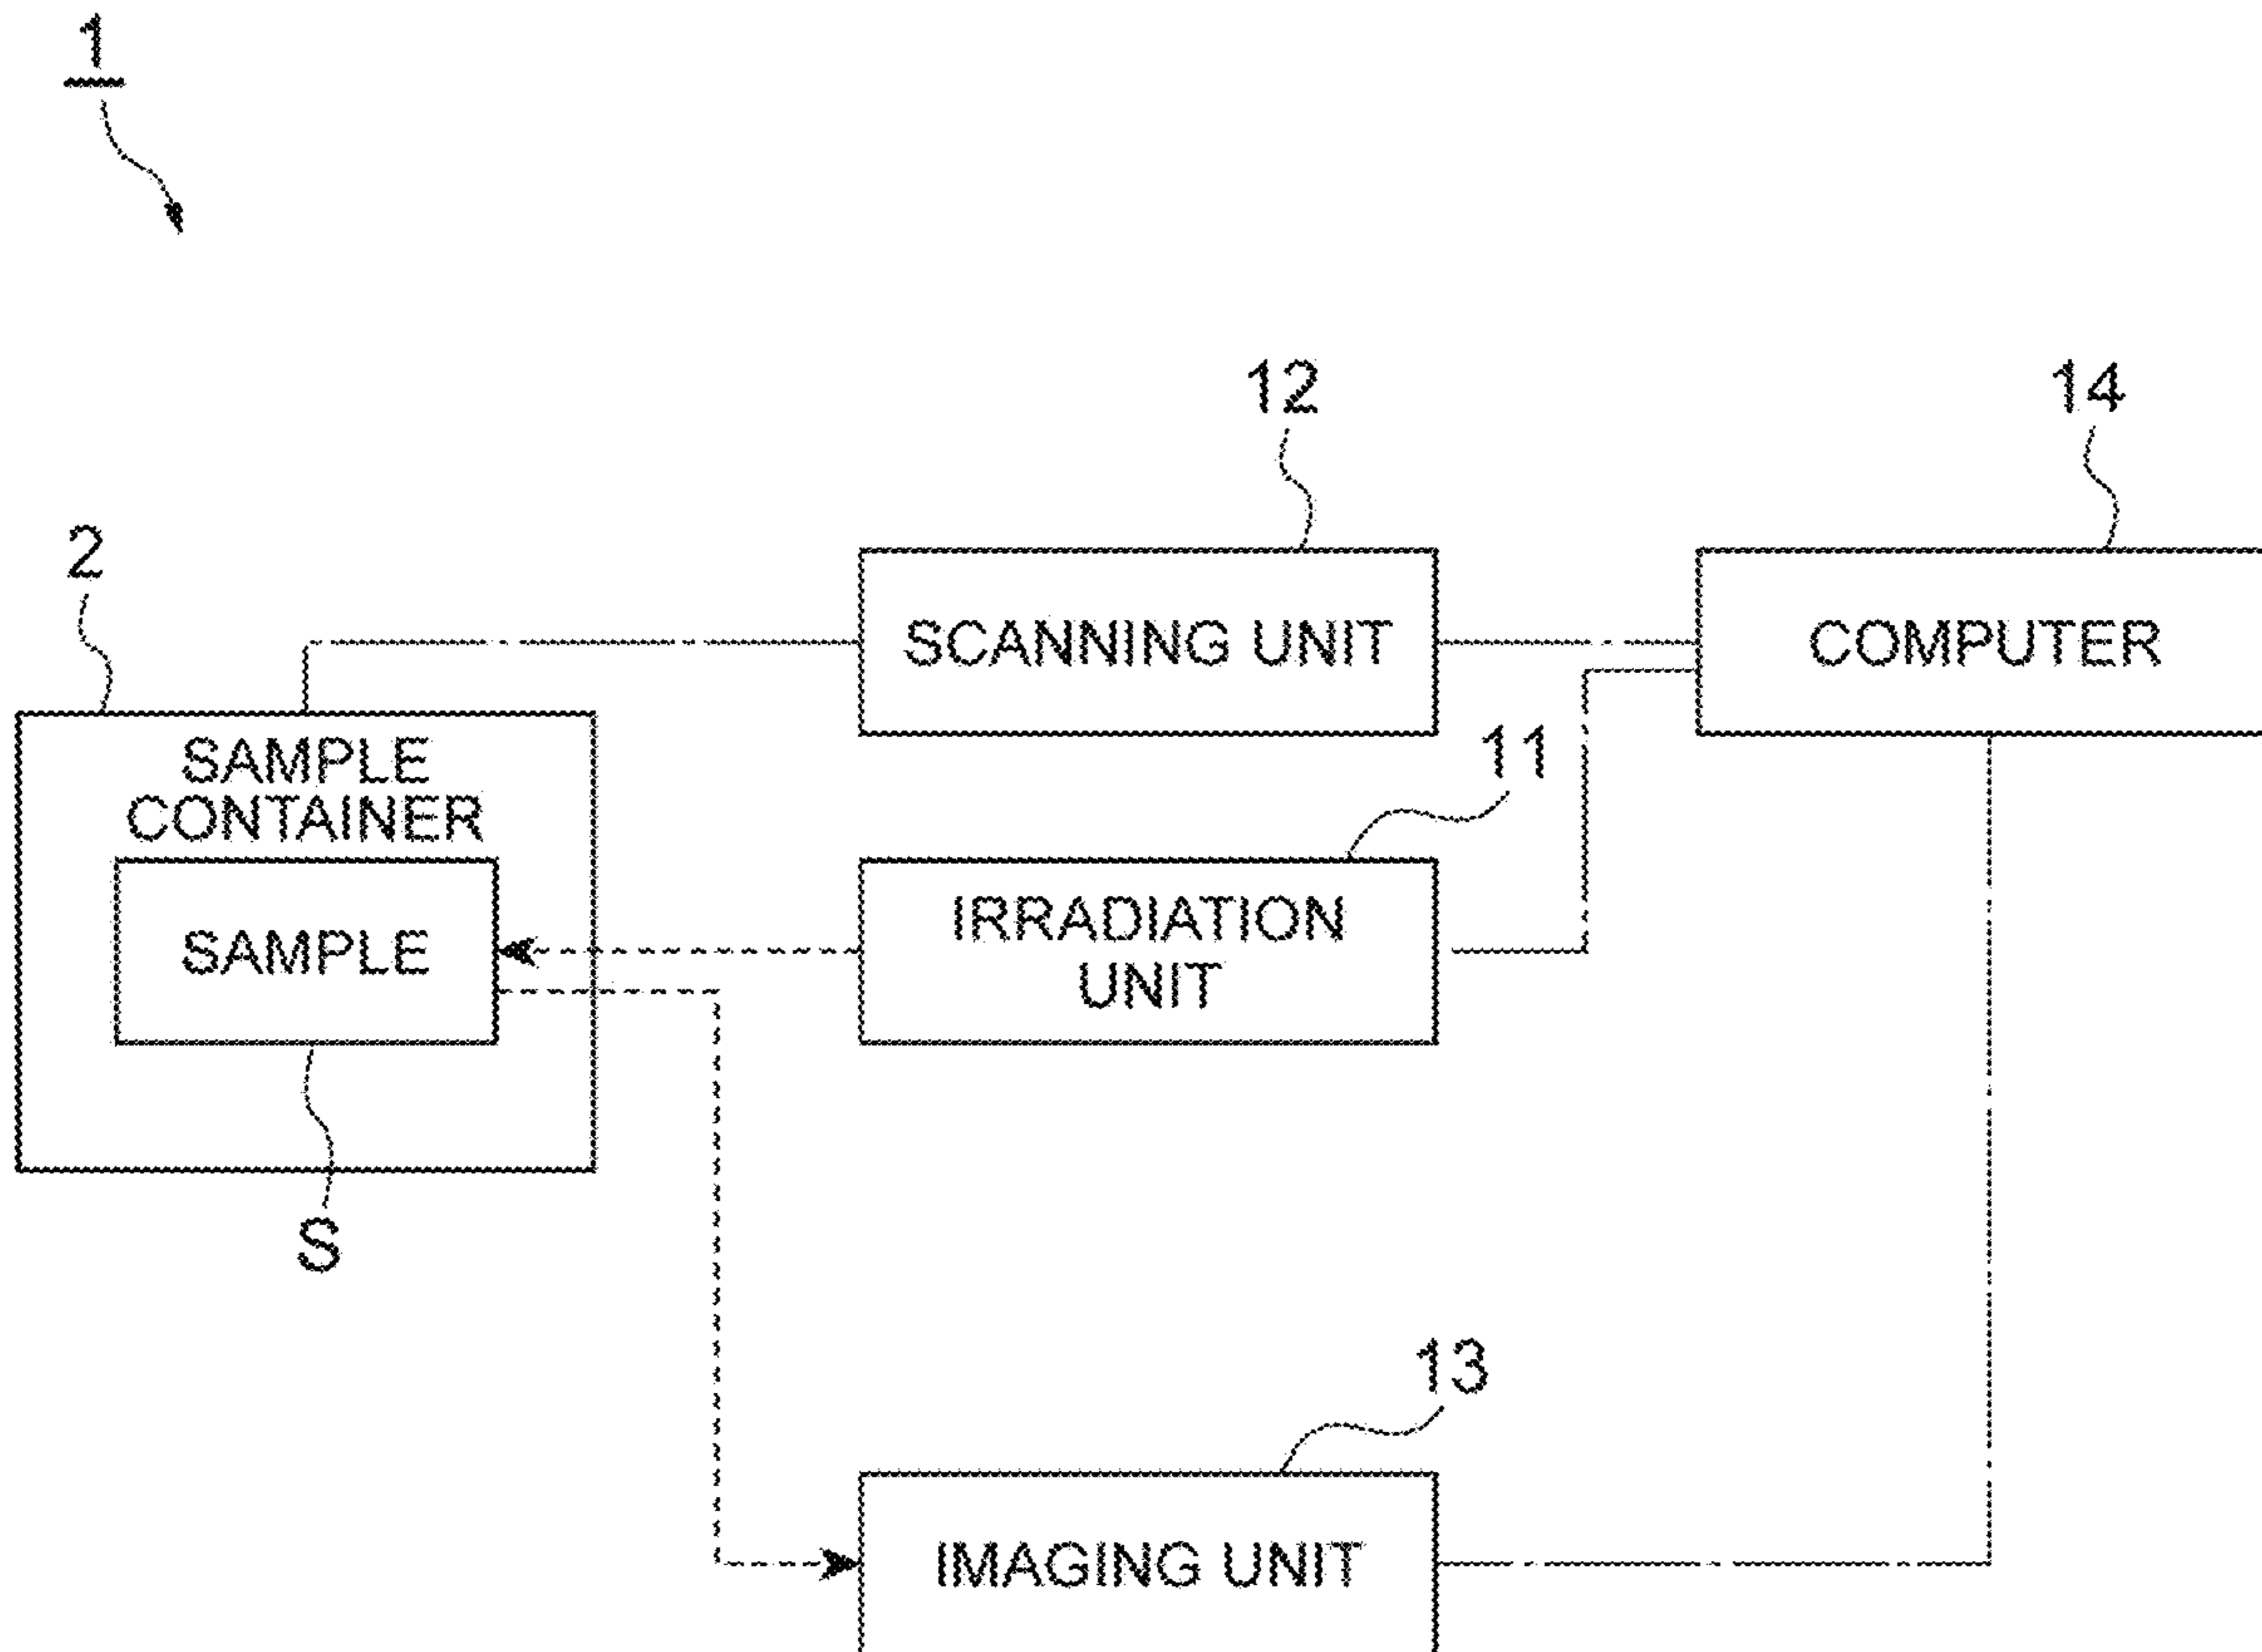 1
12
14
2
SCANNING UNIT
COMPUTER
11
SAMPLE
CONTAINER
IRRADIATION
UNIT
SAMPLE
S
13
IMAGING UNIT